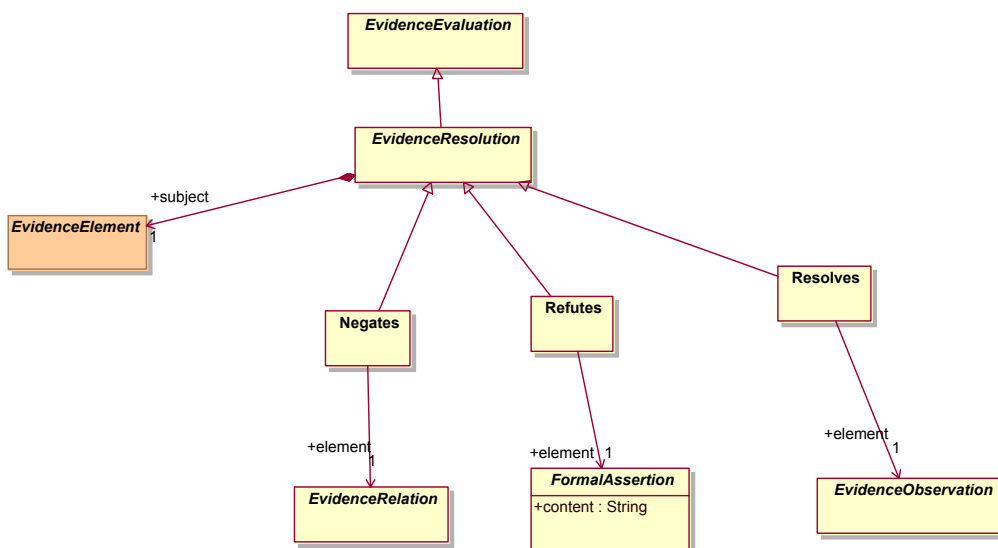 EvidenceEvaluation
EvidenceResolution
+subject
EvidenceElement
1
Resolves
Negates
Refutes
+element
1
+element
1
+element
1
EvidenceRelation
FormalAssertion
+content : String
EvidenceObservation